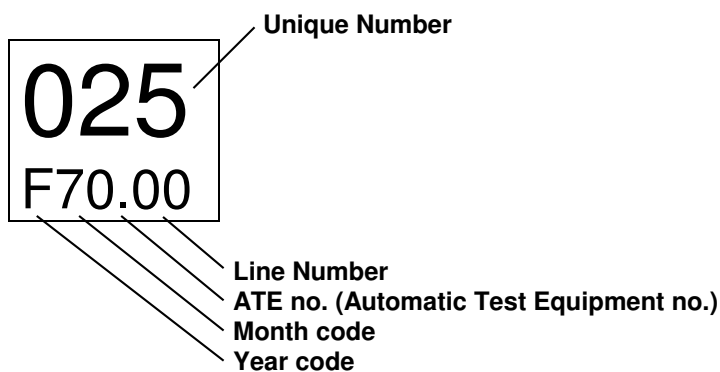 Unique Number
025
F70.00
Line Number
ATE no. (Automatic Test Equipment no.)
Month code
Year code